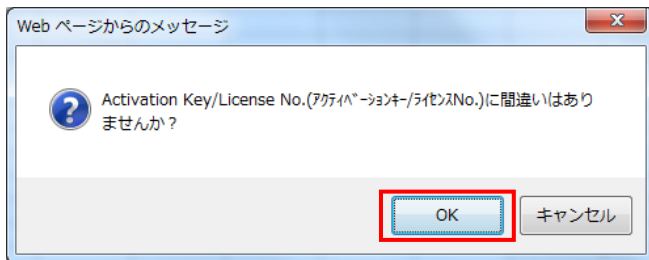 Web ページからのメッセージ
x
Activation Key/License No.(ｱｸﾃｨﾍﾞｰｼｮﾝｷｰ/ﾗｲｾﾝｽNo.)に間違いはあり
ませんか？
OK
キャンセル